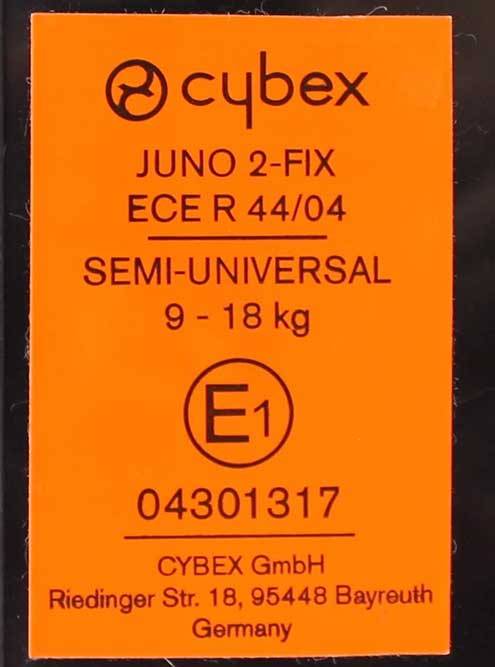 cybex
JUNO 2-FIX
ECE R 44/04
SEMI-UNIVERSAL
9 - 18 kg
E1
04301317
CYBEX GmbH
Riedinger Str. 18, 95448 Bayreuth
Germany